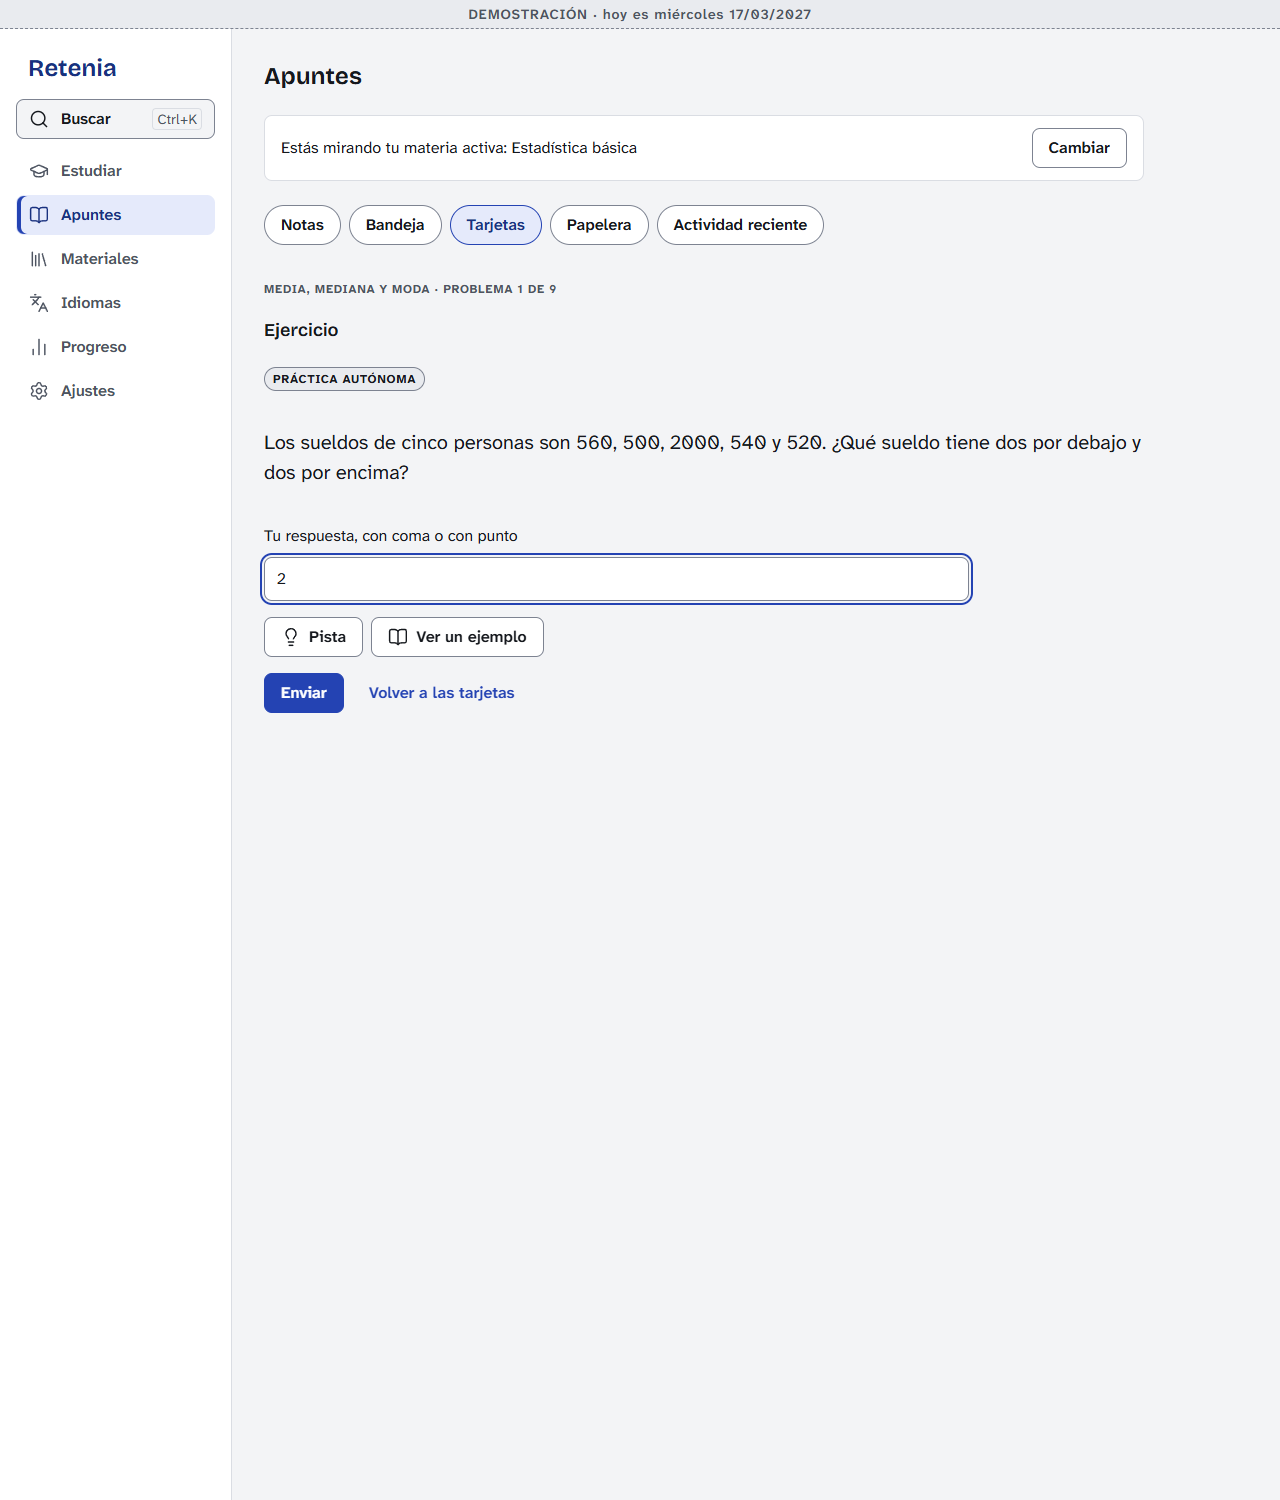 DEMOSTRACIÓN · hoy es miércoles 17/03/2027
Retenia
Buscar Ctrl+K
Estudiar
Apuntes
Materiales
Idiomas
Progreso
Ajustes
Apuntes
Estás mirando tu materia activa: Estadística básica
Cambiar
Notas Bandeja Tarjetas Papelera Actividad reciente
MEDIA, MEDIANA Y MODA · PROBLEMA 1 DE 9
Ejercicio
PRÁCTICA AUTÓNOMA
Los sueldos de cinco personas son 560, 500, 2000, 540 y 520. ¿Qué sueldo tiene dos por debajo y
dos por encima?
Tu respuesta, con coma o con punto
2
Pista Ver un ejemplo
Enviar Volver a las tarjetas